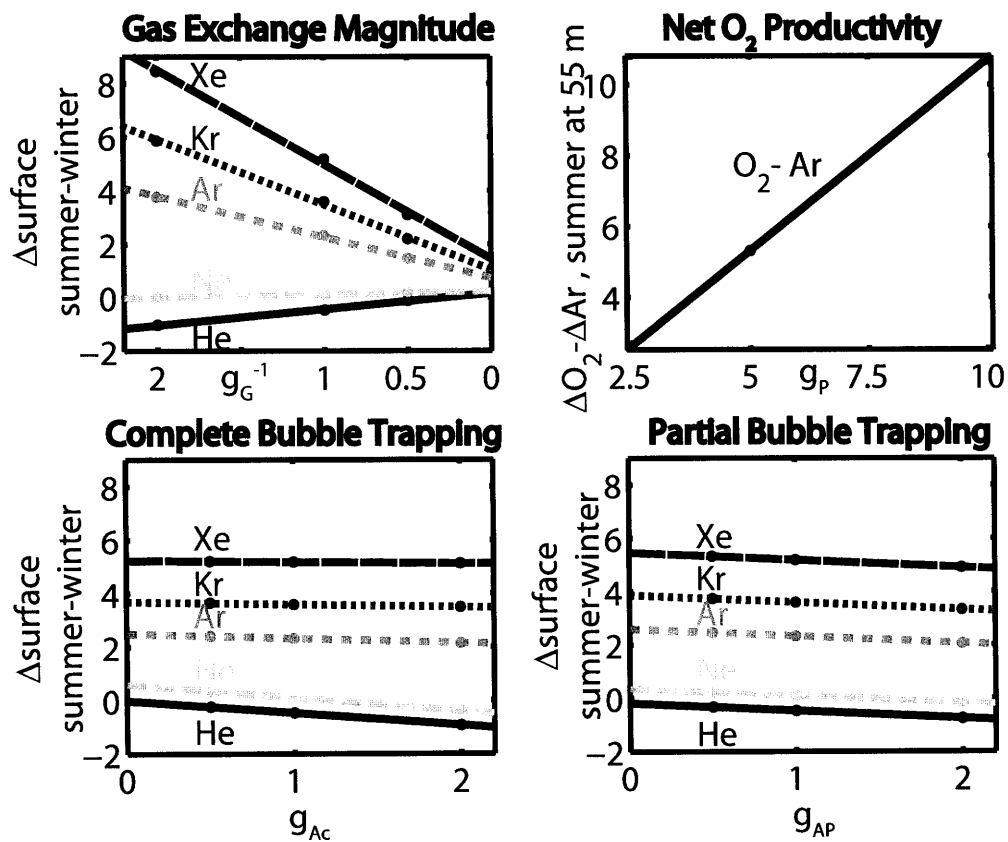 Gas Exchange Magnitude
Δsurface
summer-winter
8
6
4
2
0
−2
Xe
Kr
Ar
Ne
He
2
1
0.5
0
g_G^-1
Net O₂ Productivity
ΔO₂-ΔAr, summer at 55 m
10
8
6
4
O₂- Ar
2.5
5
7.5
10
g_P
Complete Bubble Trapping
Δsurface
summer-winter
8
6
4
2
0
−2
Xe
Kr
Ar
Ne
He
0
1
2
g_Ac
Partial Bubble Trapping
Δsurface
summer-winter
8
6
4
2
0
−2
Xe
Kr
Ar
Ne
He
0
1
2
g_AP